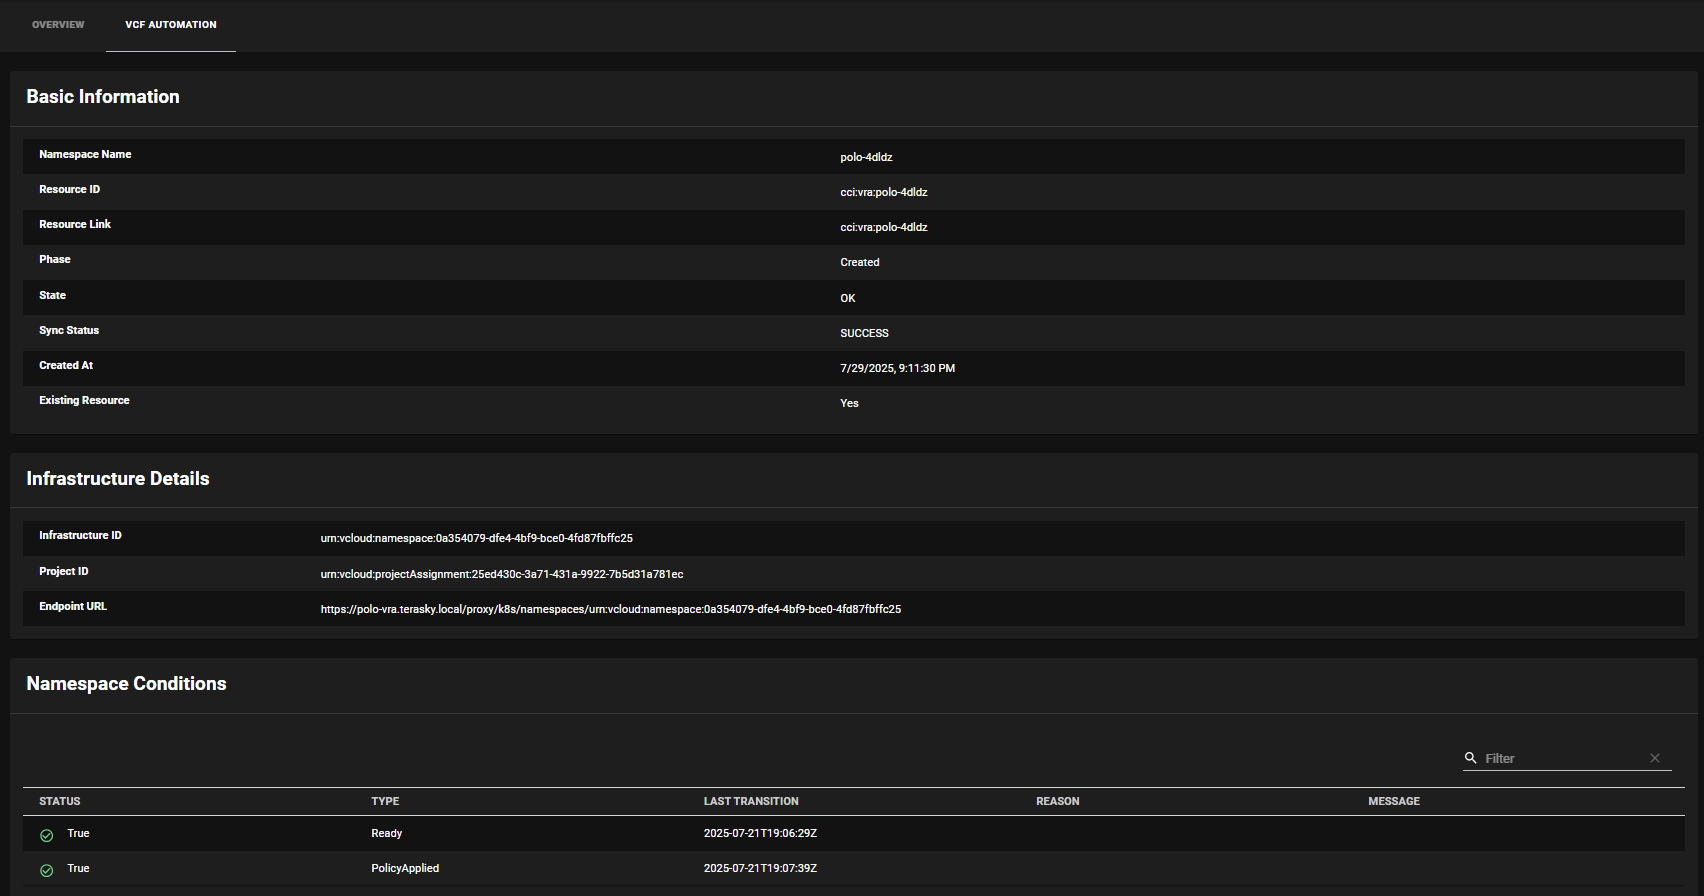 OVERVIEW VCF AUTOMATION
Basic Information
Namespace Name polo-4dldz
Resource ID cci:vra:polo-4dldz
Resource Link cci:vra:polo-4dldz
Phase Created
State OK
Sync Status SUCCESS
Created At 7/29/2025, 9:11:30 PM
Existing Resource Yes
Infrastructure Details
Infrastructure ID urn:vcloud:namespace:0a354079-dfe4-4bf9-bce0-4fd87fbffc25
Project ID urn:vcloud:projectAssignment:25ed430c-3a71-431a-9922-7b5d31a781ec
Endpoint URL https://polo-vra.terasky.local/proxy/k8s/namespaces/urn:vcloud:namespace:0a354079-dfe4-4bf9-bce0-4fd87fbffc25
Namespace Conditions
Filter
STATUS TYPE LAST TRANSITION REASON MESSAGE
True Ready 2025-07-21T19:06:29Z
True PolicyApplied 2025-07-21T19:07:39Z